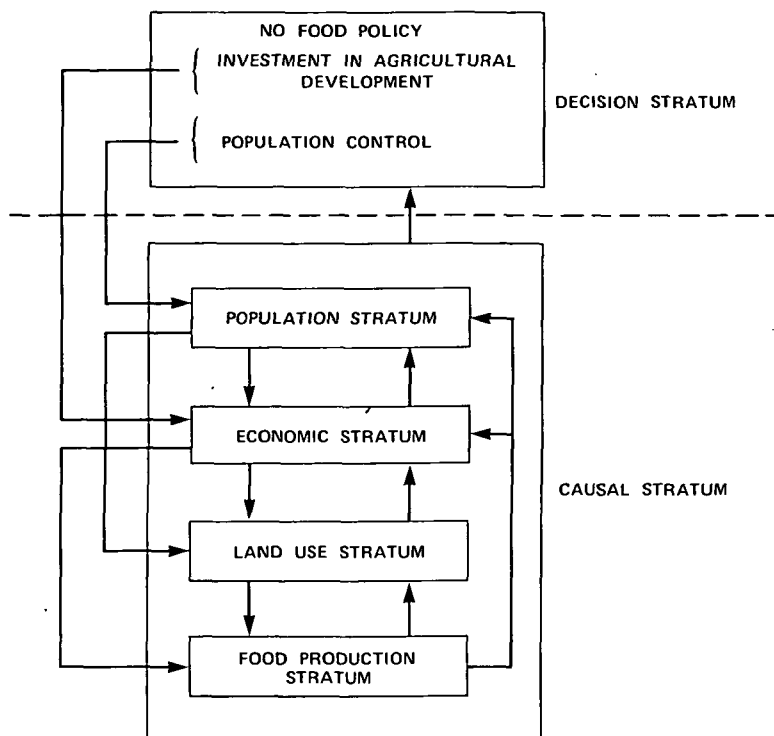 NO FOOD POLICY
INVESTMENT IN AGRICULTURAL
DEVELOPMENT
DECISION STRATUM
POPULATION CONTROL
POPULATION STRATUM
ECONOMIC STRATUM
CAUSAL STRATUM
LAND USE STRATUM
FOOD PRODUCTION
STRATUM